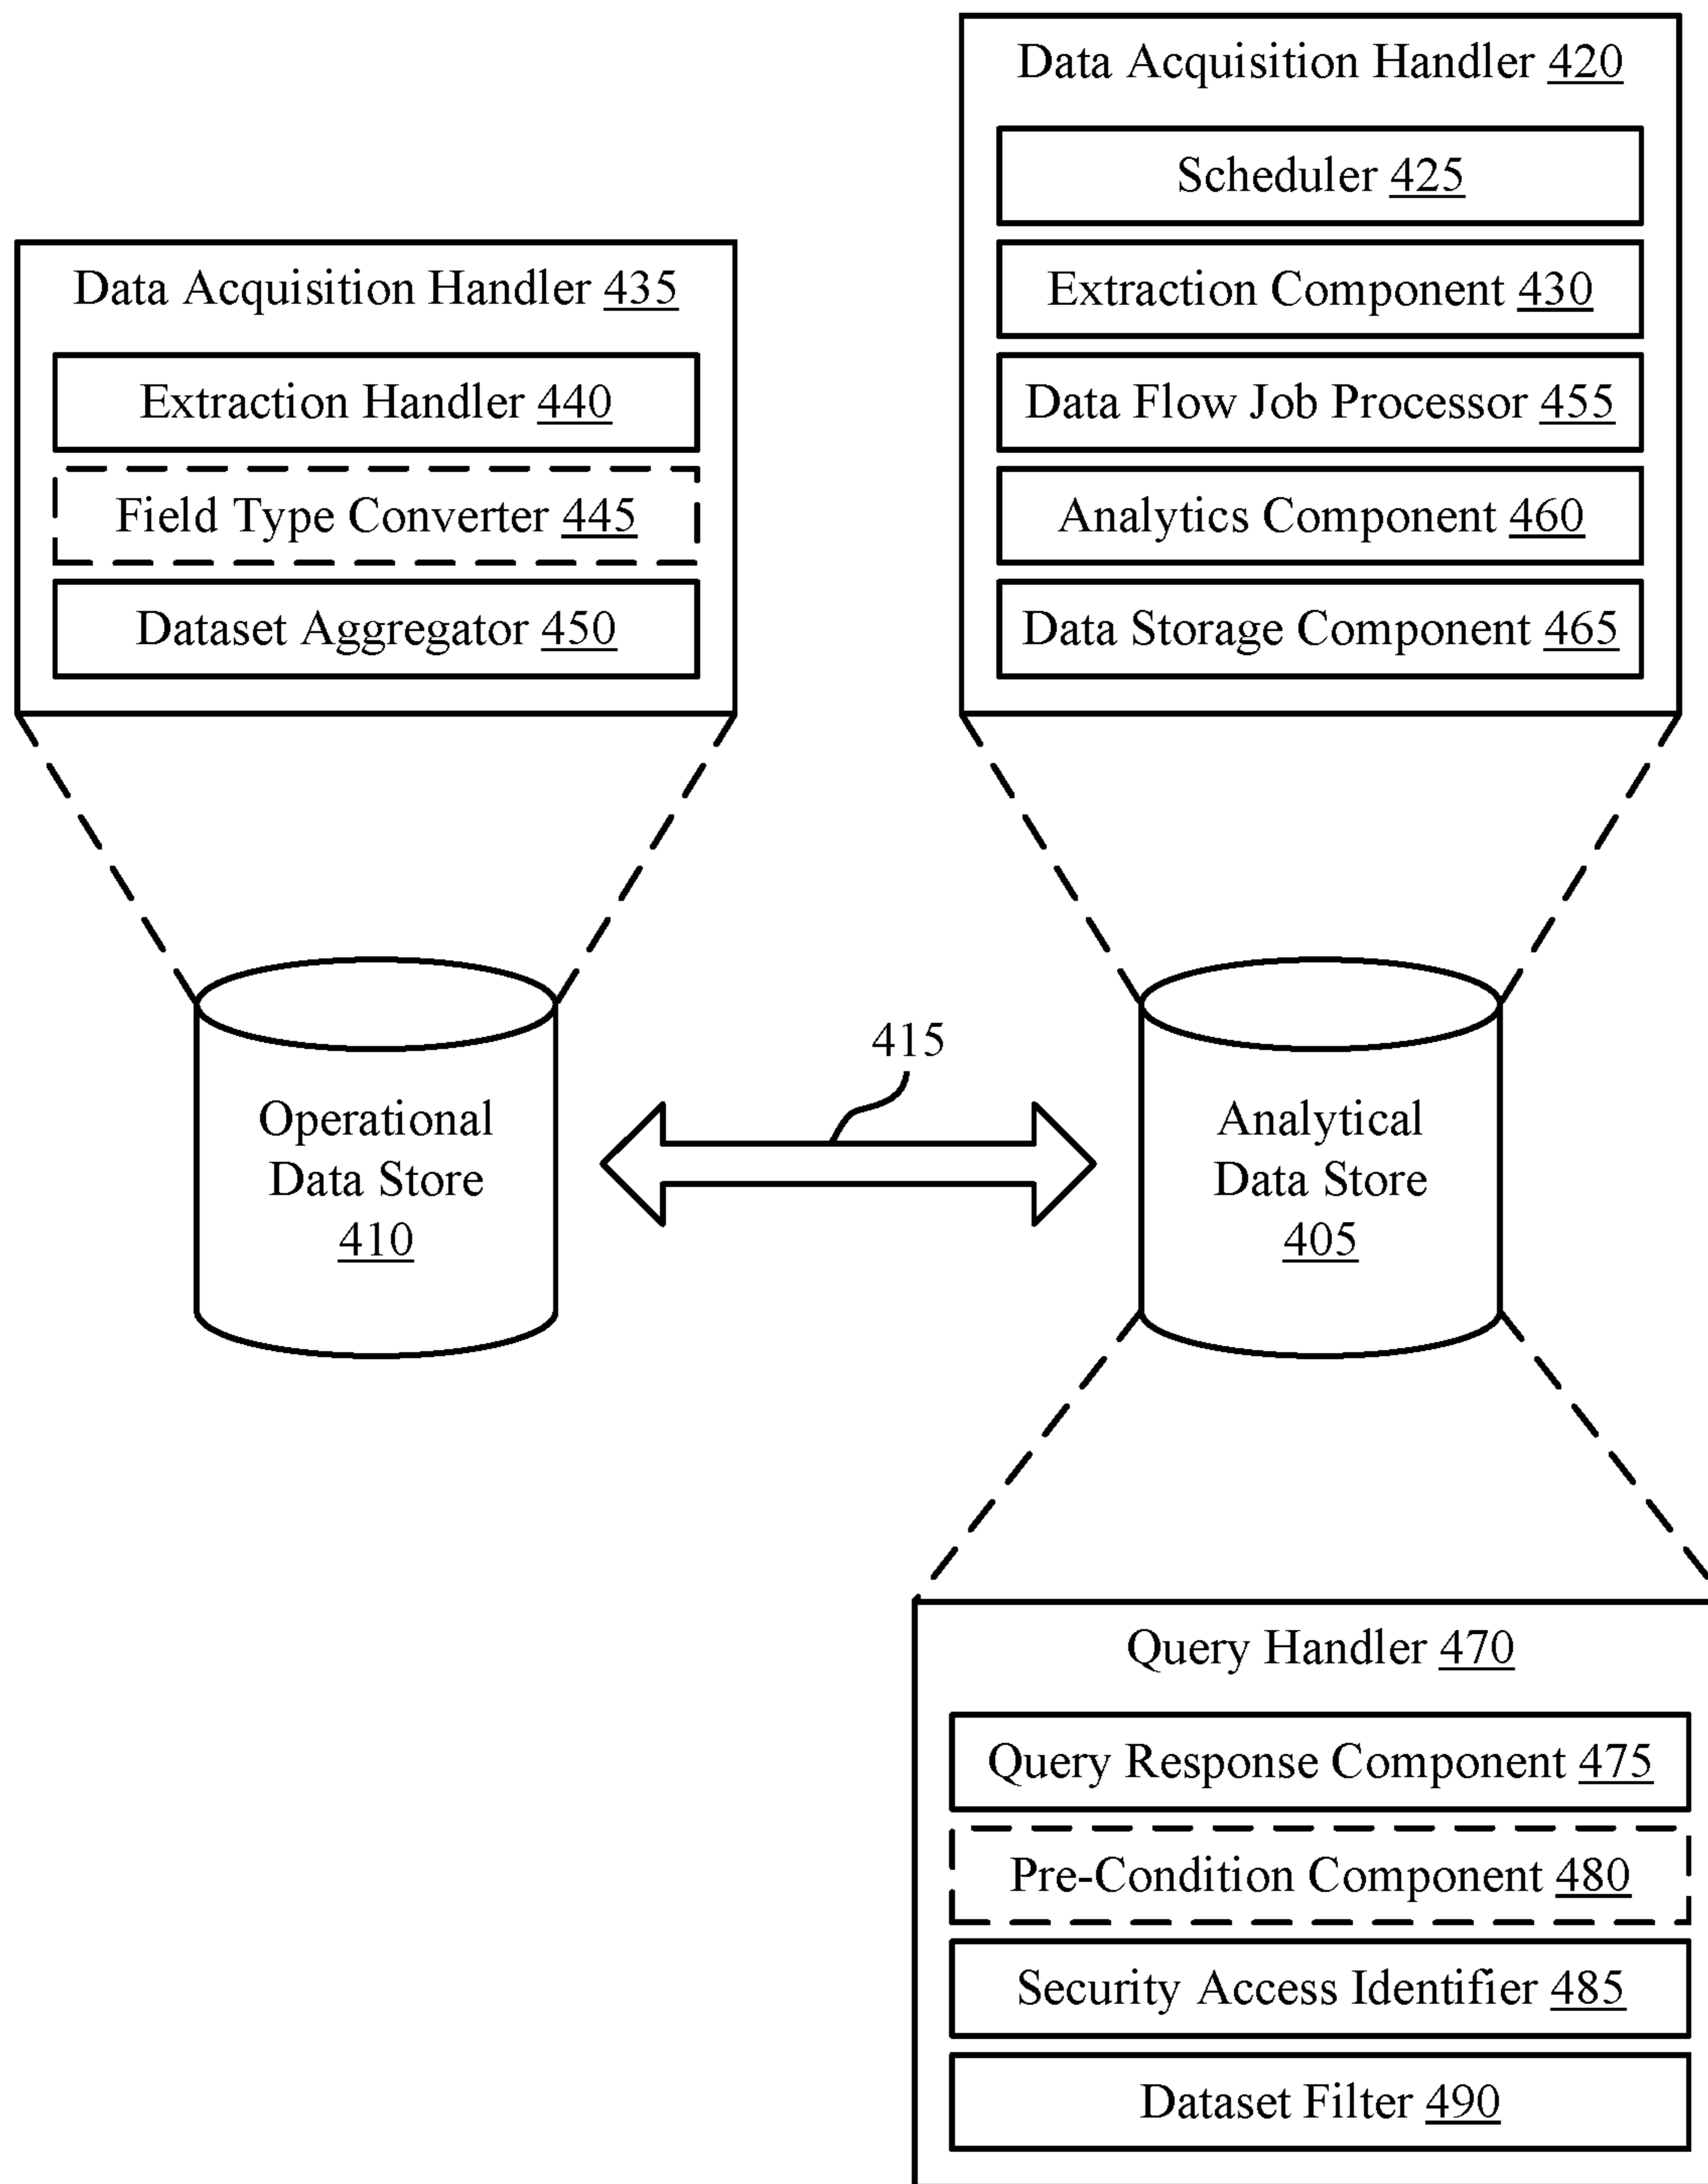 Data Acquisition Handler 420
Scheduler 425
Extraction Component 430
Data Flow Job Processor 455
Analytics Component 460
Data Storage Component 465
Data Acquisition Handler 435
Extraction Handler 440
Field Type Converter 445
Dataset Aggregator 450
415
Operational
Data Store
410
Analytical
Data Store
405
Query Handler 470
Query Response Component 475
Pre-Condition Component 480
Security Access Identifier 485
Dataset Filter 490